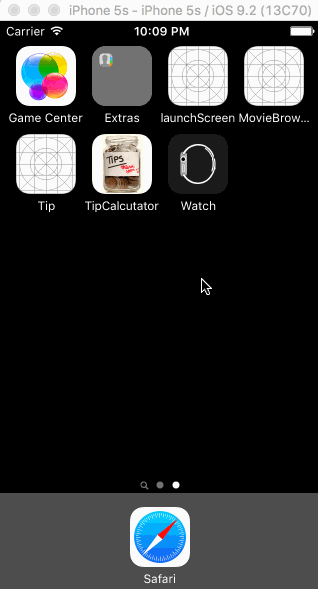 iPhone 5s - iPhone 5s / iOS 9.2 (13C70)
Carrier 10:09 PM
Game Center Extras launchScreen MovieBrow...
TIPS
Tip TipCalcutator Watch
Safari